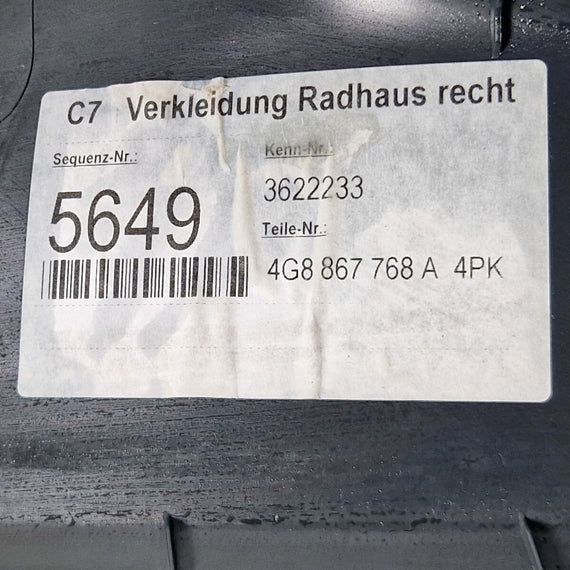 C7 Verkleidung Radhaus recht
Sequenz-Nr.:
Kenn-Nr.:
5649
3622233
Teile-Nr.:
4G8 867 768 A 4PK